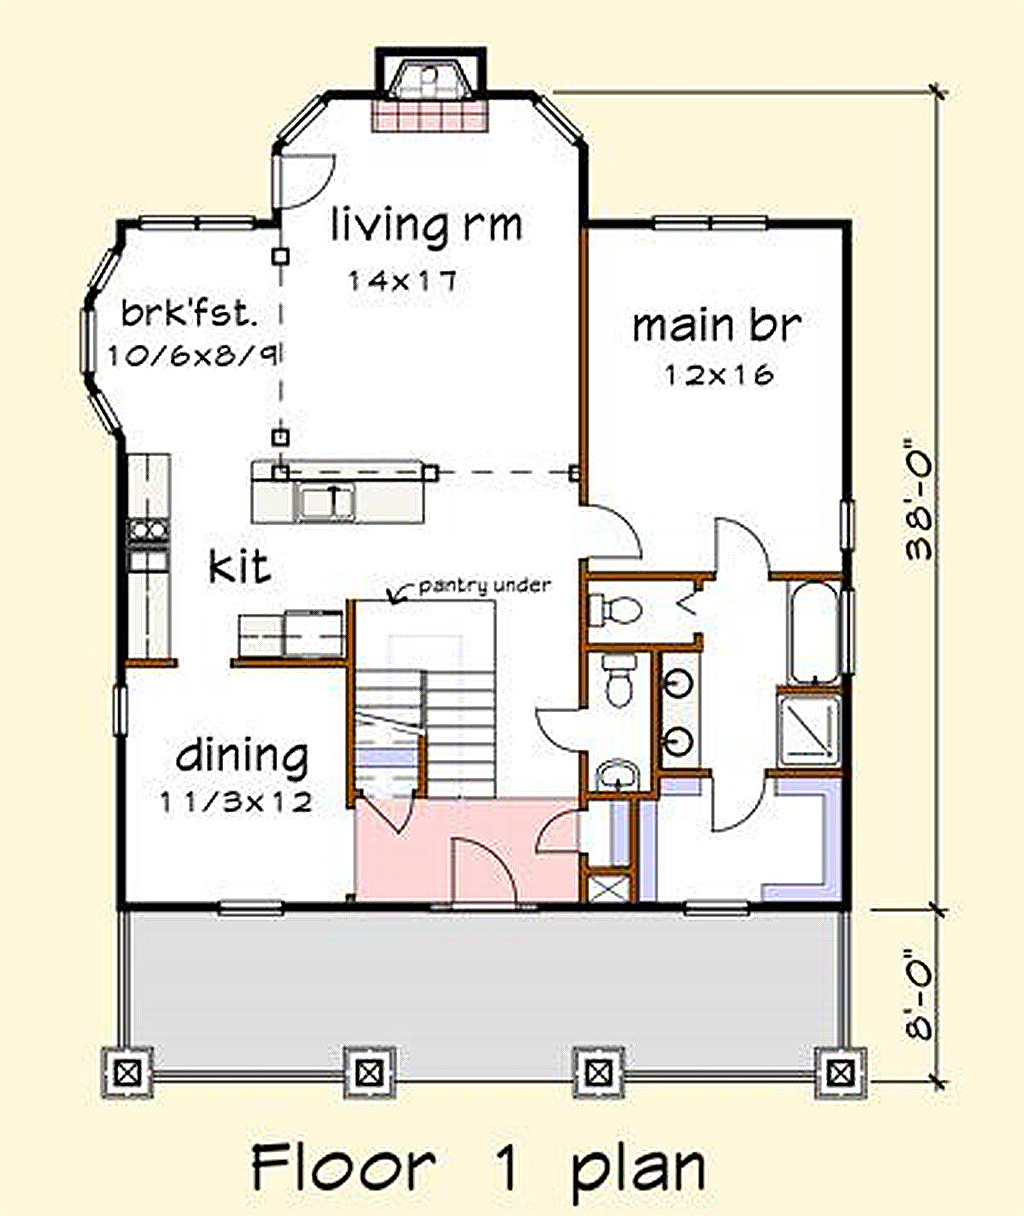 living rm
14x17
brk'fst.
10/6x8/9
main br
12x16
38'-0"
kit
pantry under
dining
11/3x12
8'-0"
Floor 1 plan